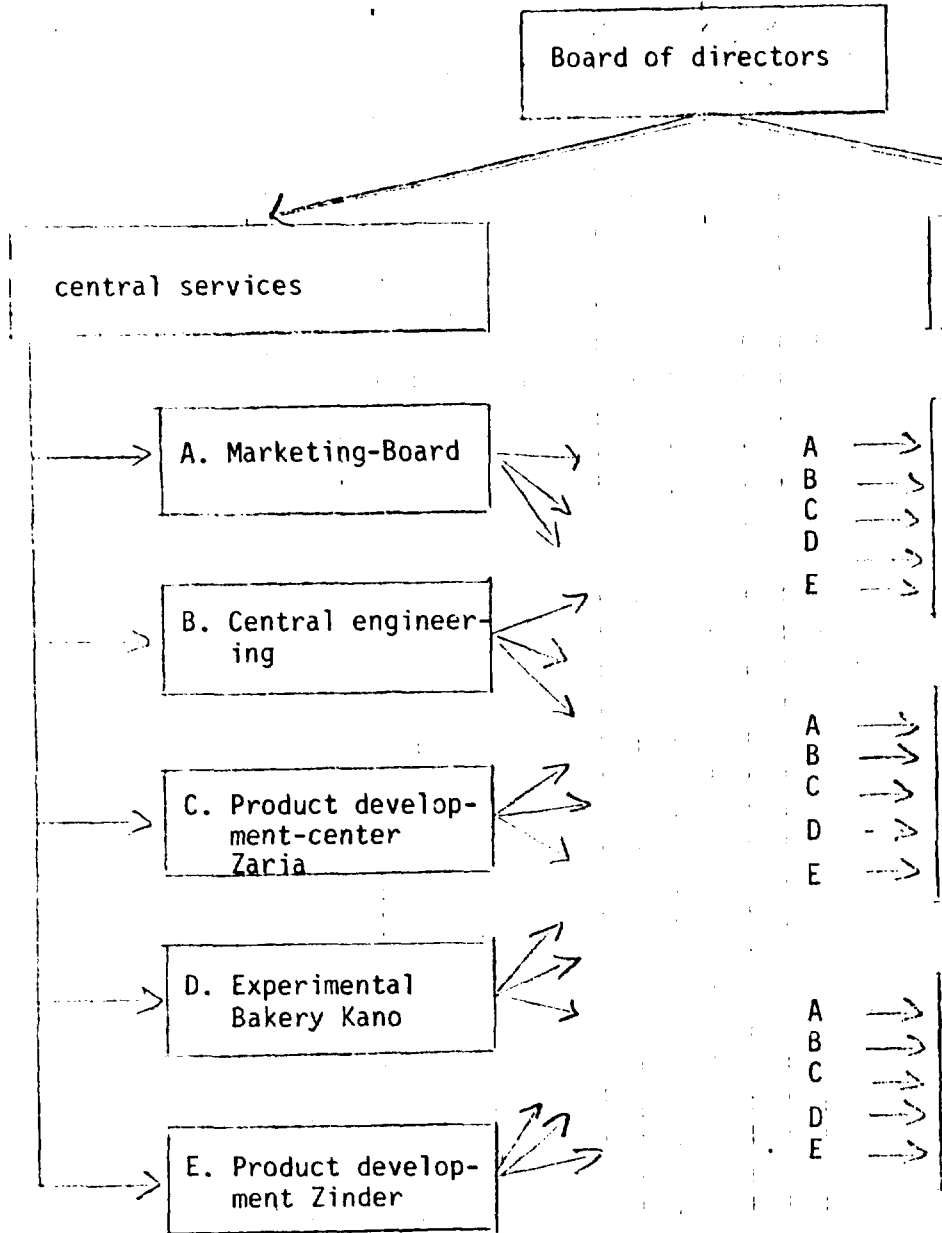 Board of directors
central services
A. Marketing-Board
B. Central engineer-
ing
C. Product develop-
ment-center
Zaria
D. Experimental
Bakery Kano
E. Product develop-
ment Zinder
A
B
C
D
E
A
B
C
D
E
A
B
C
D
E